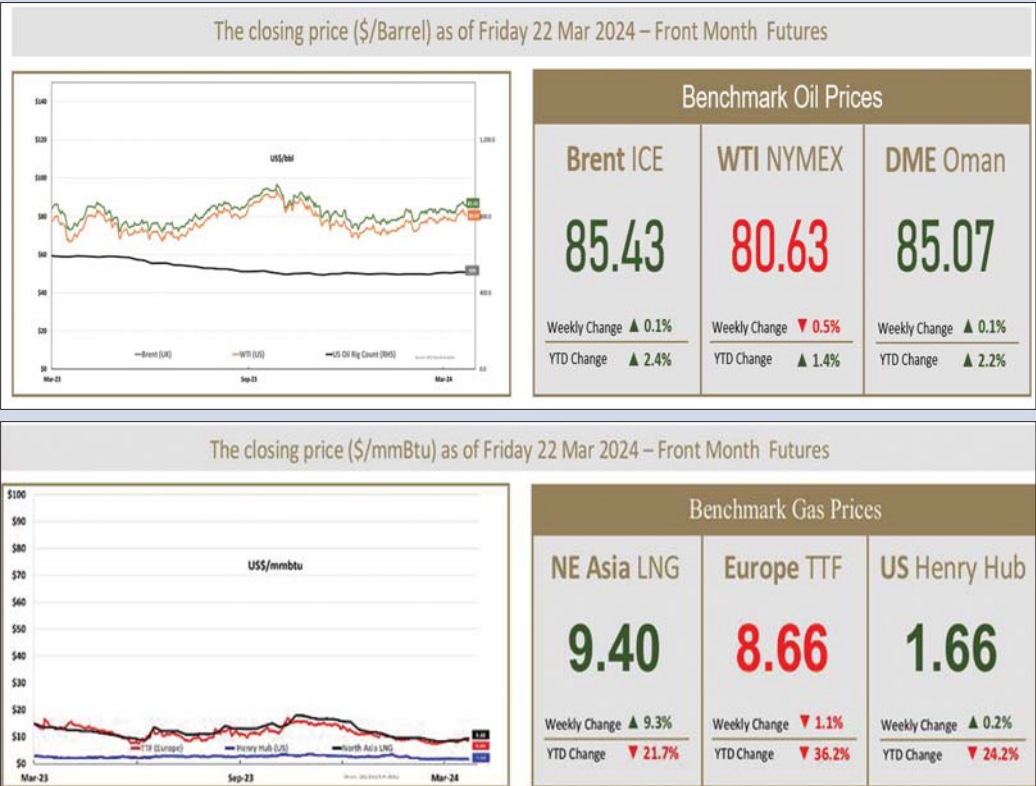 The closing price ($/Barrel) as of Friday 22 Mar 2024 – Front Month Futures
$140
$120
$100
$80
$60
$40
$20
$0
US$/bbl
1,200.0
400.0
0.0
Brent (UK)
WTI (US)
US Oil Rig Count (RHS)
Mar-23
Sep-23
Mar-24
Benchmark Oil Prices
Brent ICE
85.43
Weekly Change ▲ 0.1%
YTD Change ▲ 2.4%
WTI NYMEX
80.63
Weekly Change ▼ 0.5%
YTD Change ▲ 1.4%
DME Oman
85.07
Weekly Change ▲ 0.1%
YTD Change ▲ 2.2%
The closing price ($/mmBtu) as of Friday 22 Mar 2024 – Front Month Futures
$100
$90
$80
$70
$60
$50
$40
$30
$20
$10
$0
US$/mmbtu
TTF (Europe)
Henry Hub (US)
North Asia LNG
Mar-23
Sep-23
Mar-24
Benchmark Gas Prices
NE Asia LNG
9.40
Weekly Change ▲ 9.3%
YTD Change ▼ 21.7%
Europe TTF
8.66
Weekly Change ▼ 1.1%
YTD Change ▼ 36.2%
US Henry Hub
1.66
Weekly Change ▲ 0.2%
YTD Change ▼ 24.2%